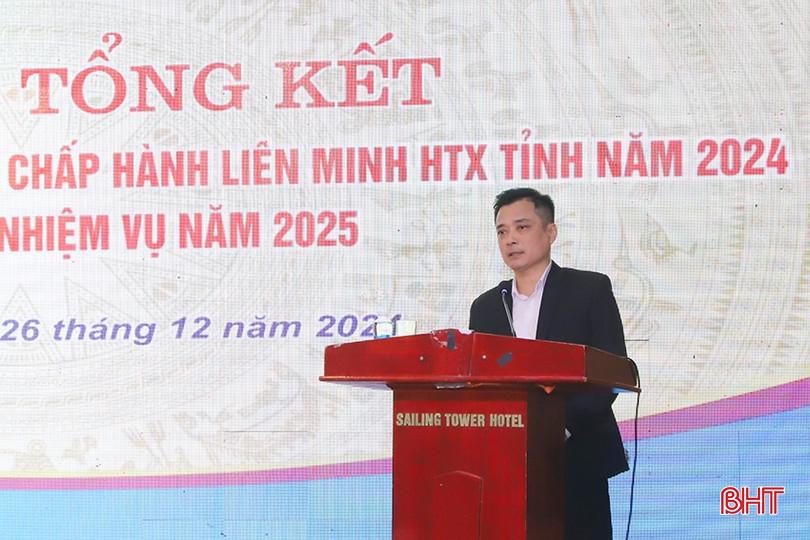 TỔNG KẾT
CHẤP HÀNH LIÊN MINH HTX TỈNH NĂM 2024
NHIỆM VỤ NĂM 2025
26 tháng 12 năm 2024
SAILING TOWER HOTEL
BHT